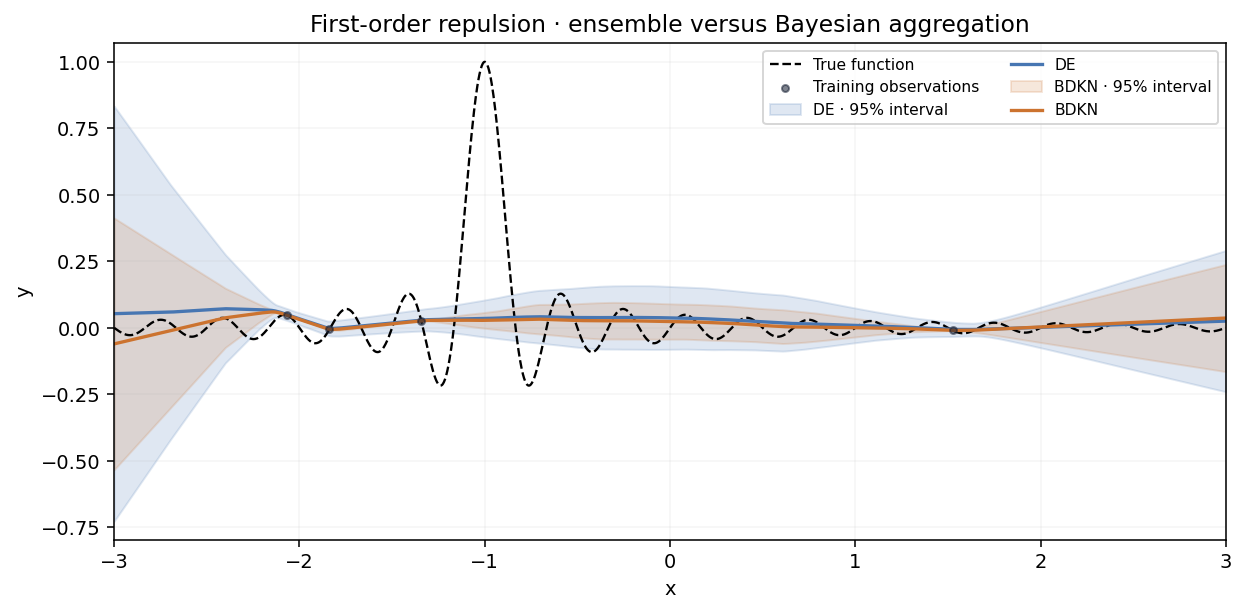 First-order repulsion · ensemble versus Bayesian aggregation
True function
Training observations
DE · 95% interval
DE
BDKN · 95% interval
BDKN
y
1.00
0.75
0.50
0.25
0.00
−0.25
−0.50
−0.75
−3
−2
−1
0
1
2
3
x